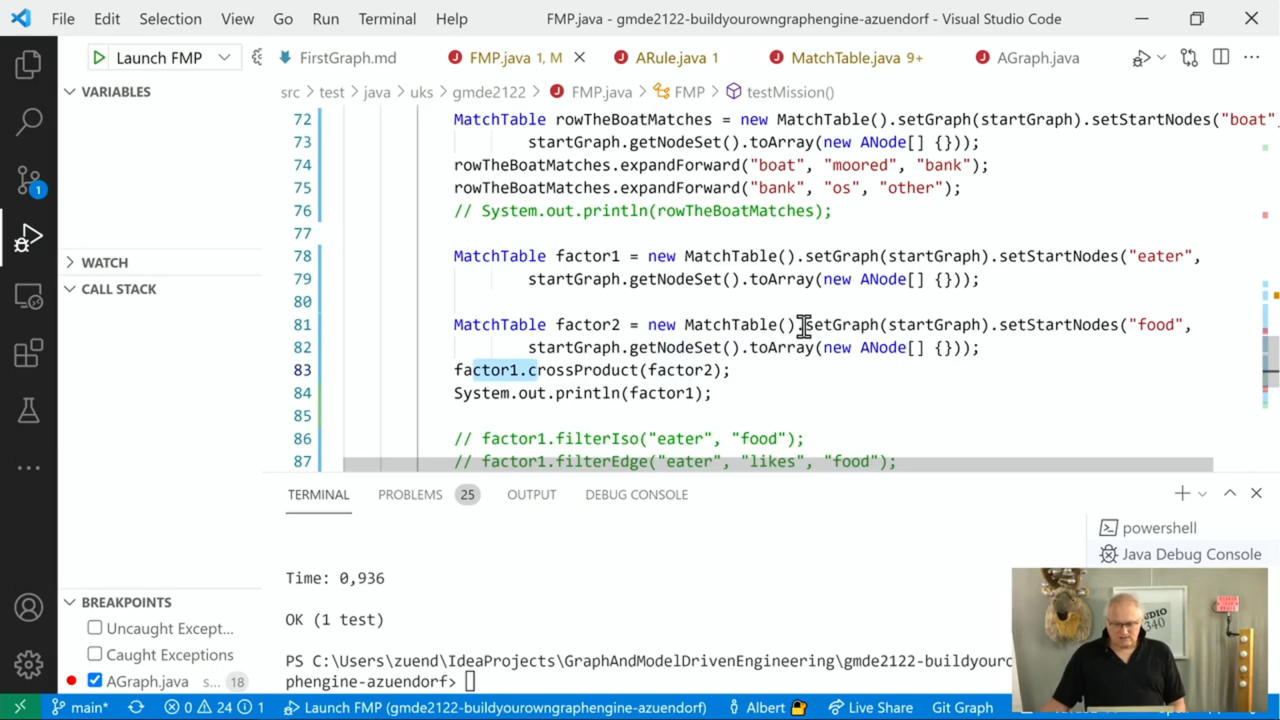 File Edit Selection View Go Run Terminal Help FMP.java - gmde2122-buildyourowngraphengine-azuendorf - Visual Studio Code
Launch FMP
FirstGraph.md FMP.java 1, M ARule.java 1 MatchTable.java 9+ AGraph.java
VARIABLES
src > test > java > uks > gmde2122 > FMP.java > FMP > testMission()
72 MatchTable rowTheBoatMatches = new MatchTable().setGraph(startGraph).setStartNodes("boat"
73 startGraph.getNodeSet().toArray(new ANode[] {}));
74 rowTheBoatMatches.expandForward("boat", "moored", "bank");
75 rowTheBoatMatches.expandForward("bank", "os", "other");
76 // System.out.println(rowTheBoatMatches);
77
78 MatchTable factor1 = new MatchTable().setGraph(startGraph).setStartNodes("eater",
79 startGraph.getNodeSet().toArray(new ANode[] {}));
80
81 MatchTable factor2 = new MatchTable().setGraph(startGraph).setStartNodes("food",
82 startGraph.getNodeSet().toArray(new ANode[] {}));
83 factor1.crossProduct(factor2);
84 System.out.println(factor1);
85
86 // factor1.filterIso("eater", "food");
87 // factor1.filterEdge("eater", "likes", "food");
1
WATCH
CALL STACK
TERMINAL PROBLEMS 25 OUTPUT DEBUG CONSOLE
powershell
Java Debug Console
Time: 0,936
OK (1 test)
PS C:\Users\zuend\IdeaProjects\GraphAndModelDrivenEngineering\gmde2122-buildyouro
phengine-azuendorf>
BREAKPOINTS
Uncaught Except...
Caught Exceptions
AGraph.java s... 18
STUDIO
340
main* 0 24 1 Launch FMP (gmde2122-buildyourowngraphengine-azuendorf) Albert Live Share Git Graph